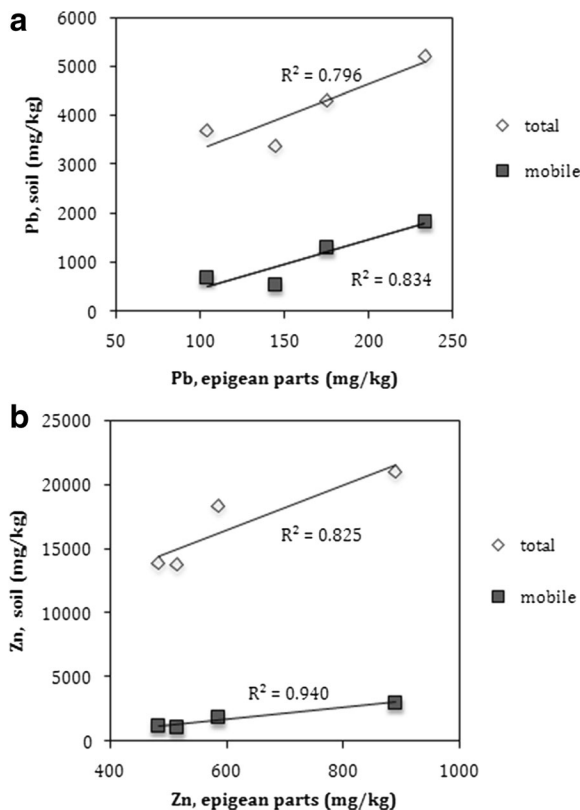 a
6000
5000
4000
3000
2000
1000
0
Pb, soil (mg/kg)
R² = 0.796
R² = 0.834
total
mobile
50 100 150 200 250
Pb, epigean parts (mg/kg)
b
25000
20000
15000
10000
5000
0
Zn, soil (mg/kg)
R² = 0.825
R² = 0.940
total
mobile
400 600 800 1000
Zn, epigean parts (mg/kg)